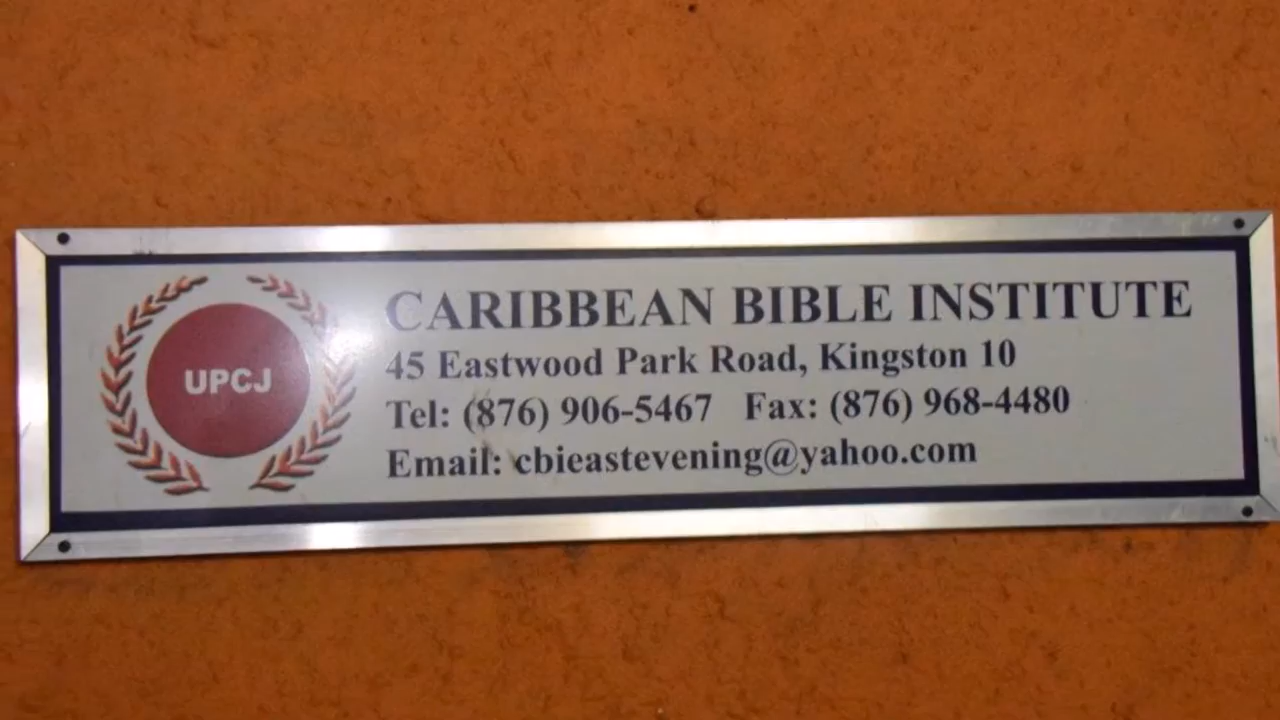 UPCJ
CARIBBEAN BIBLE INSTITUTE
45 Eastwood Park Road, Kingston 10
Tel: (876) 906-5467 Fax: (876) 968-4480
Email: cbieastevening@yahoo.com